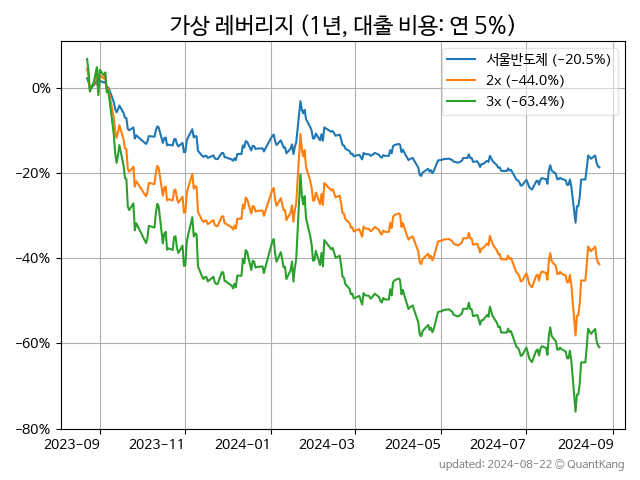 가상 레버리지 (1년, 대출 비용: 연 5%)
서울반도체 (−20.5%)
2x (−44.0%)
3x (−63.4%)
0%
−20%
−40%
−60%
−80%
2023-09 2023-11 2024-01 2024-03 2024-05 2024-07 2024-09
updated: 2024-08-22 © QuantKang